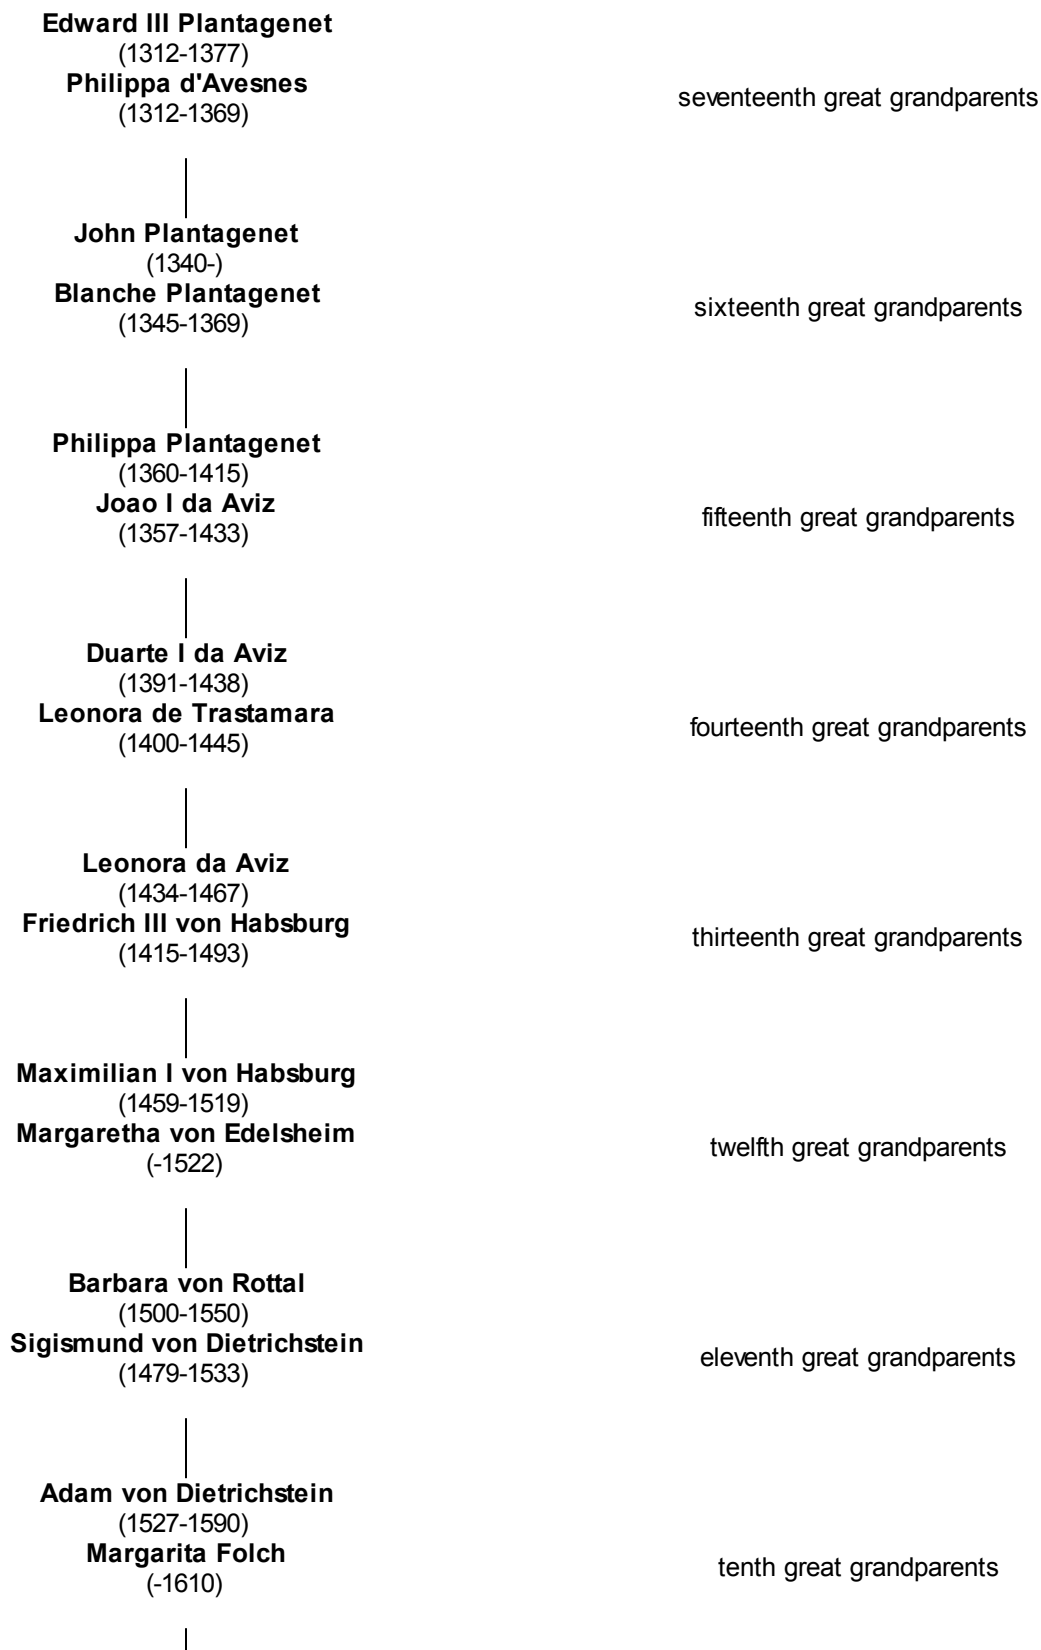 Edward III Plantagenet
(1312-1377)
Philippa d'Avesnes
(1312-1369)
seventeenth great grandparents
John Plantagenet
(1340-)
Blanche Plantagenet
(1345-1369)
sixteenth great grandparents
Philippa Plantagenet
(1360-1415)
Joao I da Aviz
(1357-1433)
fifteenth great grandparents
Duarte I da Aviz
(1391-1438)
Leonora de Trastamara
(1400-1445)
fourteenth great grandparents
Leonora da Aviz
(1434-1467)
Friedrich III von Habsburg
(1415-1493)
thirteenth great grandparents
Maximilian I von Habsburg
(1459-1519)
Margaretha von Edelsheim
(-1522)
twelfth great grandparents
Barbara von Rottal
(1500-1550)
Sigismund von Dietrichstein
(1479-1533)
eleventh great grandparents
Adam von Dietrichstein
(1527-1590)
Margarita Folch
(-1610)
tenth great grandparents